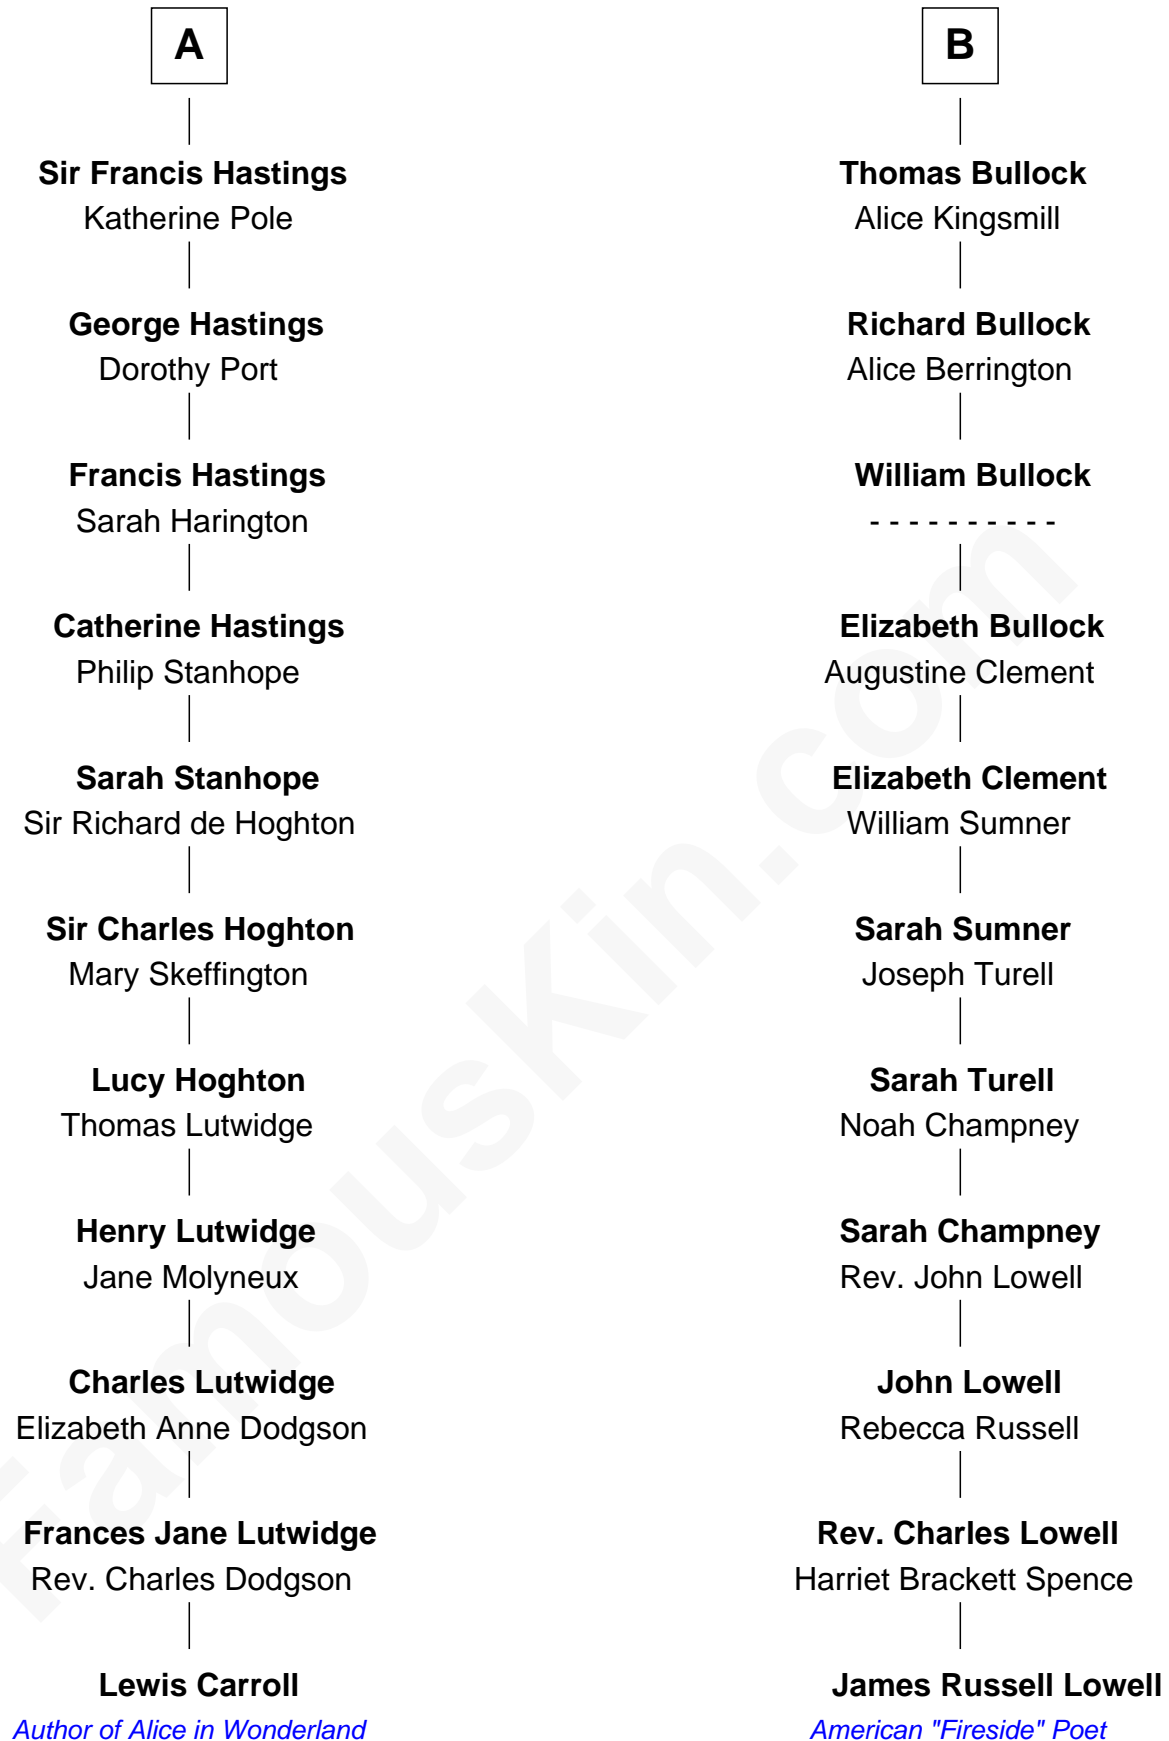 A
Sir Francis Hastings
Katherine Pole
George Hastings
Dorothy Port
Francis Hastings
Sarah Harington
Catherine Hastings
Philip Stanhope
Sarah Stanhope
Sir Richard de Hoghton
Sir Charles Hoghton
Mary Skeffington
Lucy Hoghton
Thomas Lutwidge
Henry Lutwidge
Jane Molyneux
Charles Lutwidge
Elizabeth Anne Dodgson
Frances Jane Lutwidge
Rev. Charles Dodgson
Lewis Carroll
Author of Alice in Wonderland
B
Thomas Bullock
Alice Kingsmill
Richard Bullock
Alice Berrington
William Bullock
- - - - - - - - - -
Elizabeth Bullock
Augustine Clement
Elizabeth Clement
William Sumner
Sarah Sumner
Joseph Turell
Sarah Turell
Noah Champney
Sarah Champney
Rev. John Lowell
John Lowell
Rebecca Russell
Rev. Charles Lowell
Harriet Brackett Spence
James Russell Lowell
American "Fireside" Poet
FamousKin.com